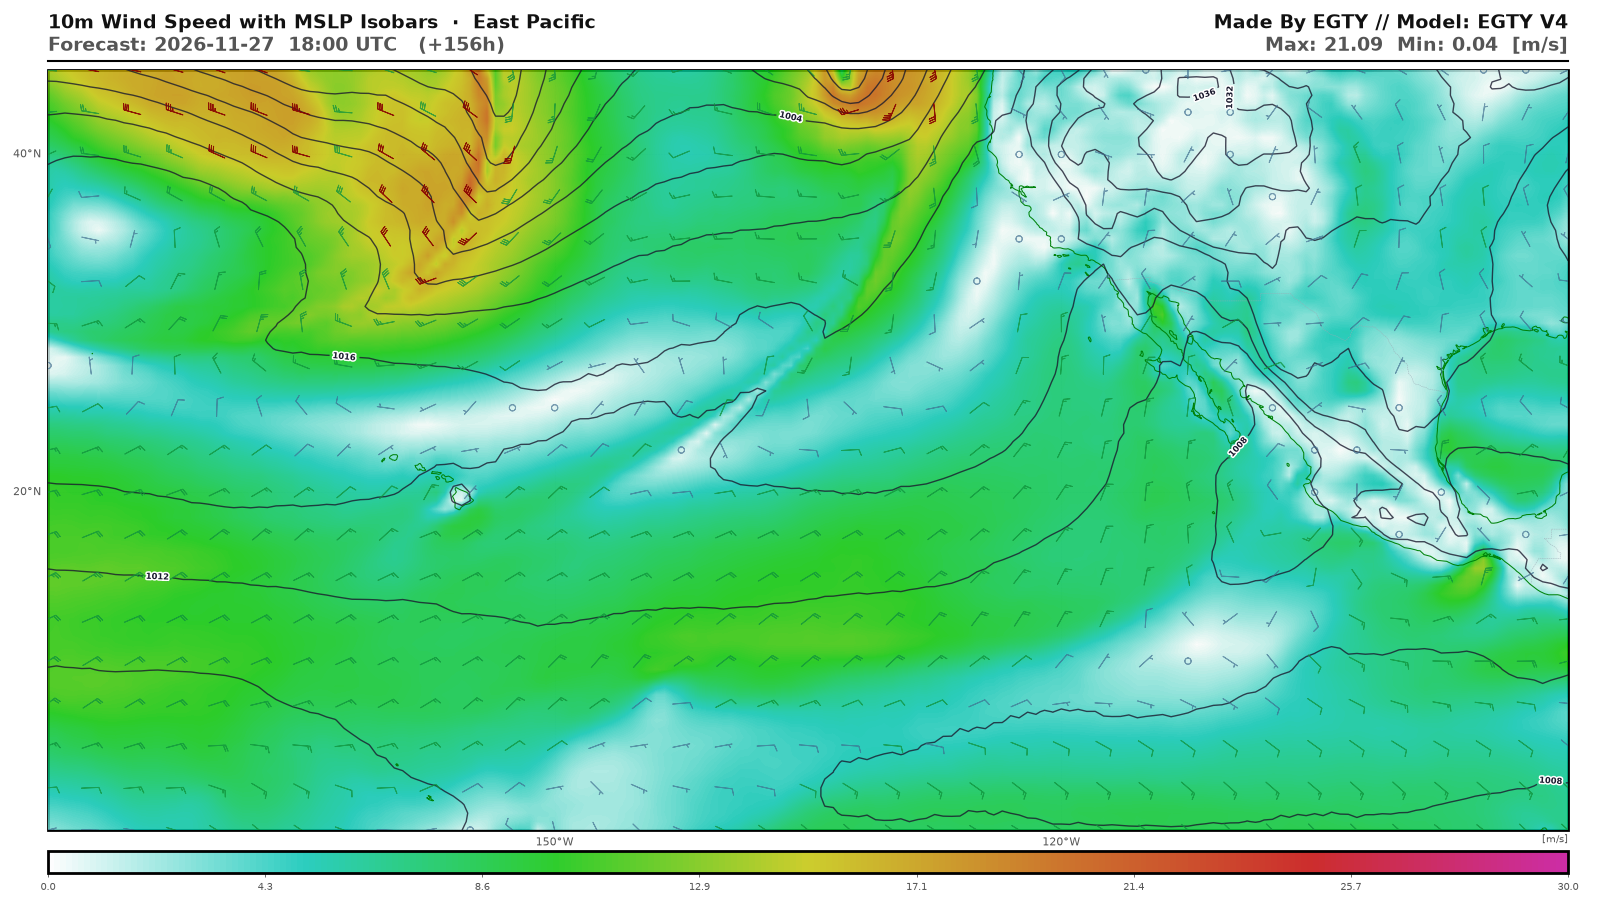 10m Wind Speed with MSLP Isobars · East Pacific
Made By EGTY // Model: EGTY V4
Forecast: 2026-11-27 18:00 UTC (+156h)
Max: 21.09 Min: 0.04 [m/s]
1036
1032
1004
40°N
1016
1008
20°N
1012
1008
150°W
120°W
[m/s]
0.0
4.3
8.6
12.9
17.1
21.4
25.7
30.0